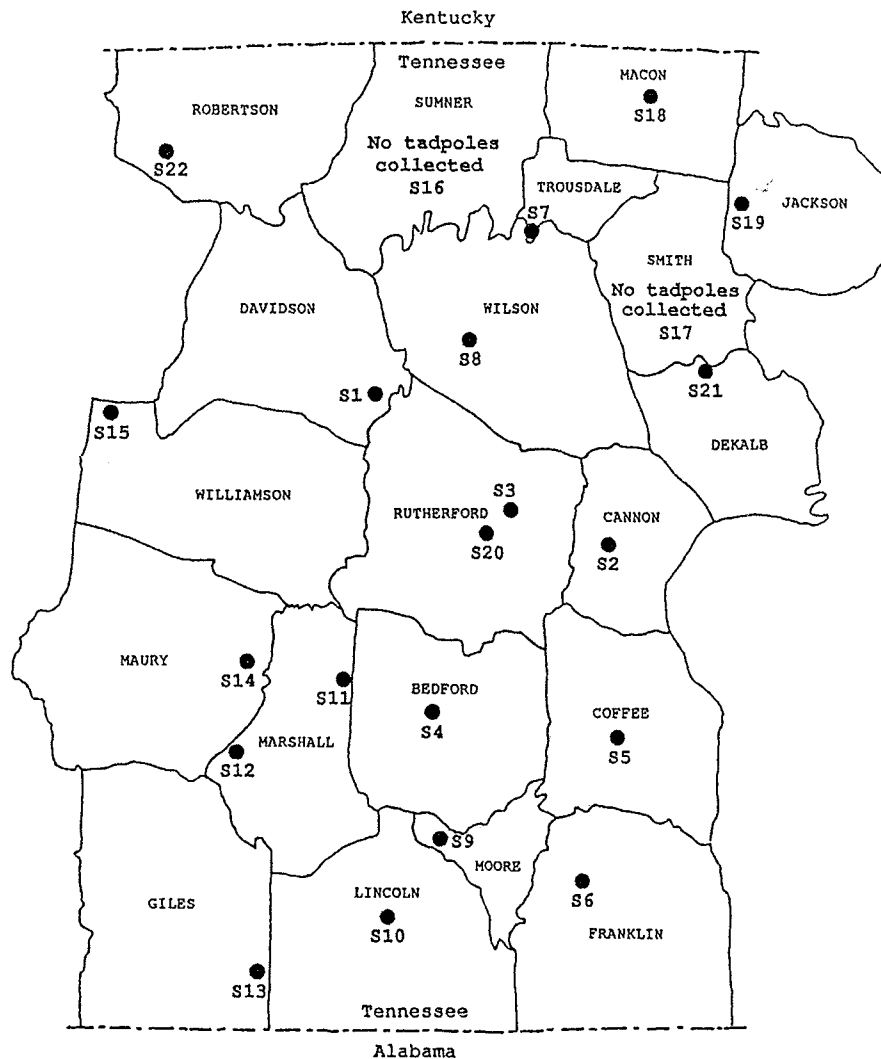 Kentucky
Tennessee
MACON
SUMNER
ROBERTSON
S18
No tadpoles
collected
S16
S22
TROUSDALE
S7
JACKSON
S19
SMITH
No tadpoles
collected
S17
DAVIDSON
WILSON
S8
S1
S21
S15
DEKALB
WILLIAMSON
S3
RUTHERFORD
CANNON
S20
S2
MAURY
S14
S11
BEDFORD
S4
COFFEE
MARSHALL
S5
S12
S9
MOORE
GILES
LINCOLN
S6
S10
FRANKLIN
S13
Tennessee
Alabama